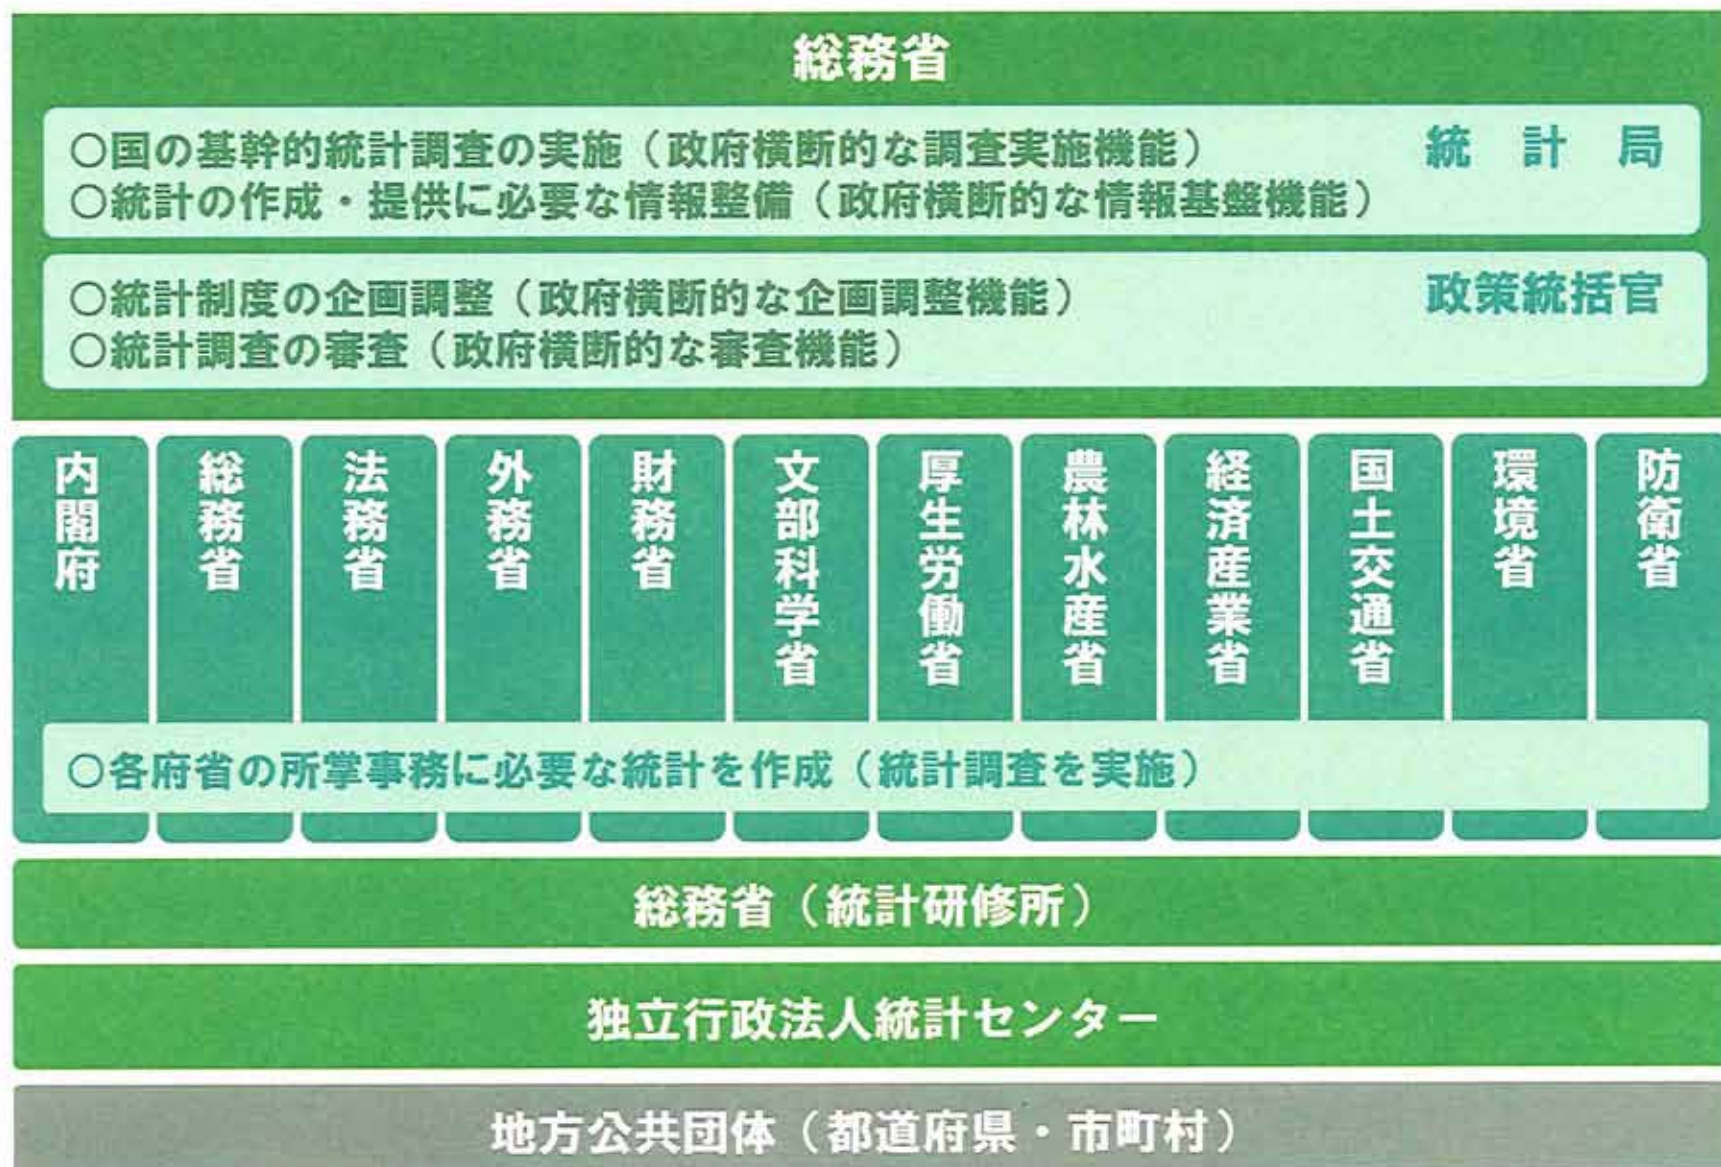 総務省
○国の基幹的統計調査の実施（政府横断的な調査実施機能）
統計局
○統計の作成・提供に必要な情報整備（政府横断的な情報基盤機能）
○統計制度の企画調整（政府横断的な企画調整機能）
政策統括官
○統計調査の審査（政府横断的な審査機能）
内閣府
総務省
法務省
外務省
財務省
文部科学省
厚生労働省
農林水産省
経済産業省
国土交通省
環境省
防衛省
○各府省の所掌事務に必要な統計を作成（統計調査を実施）
総務省（統計研修所）
独立行政法人統計センター
地方公共団体（都道府県・市町村）